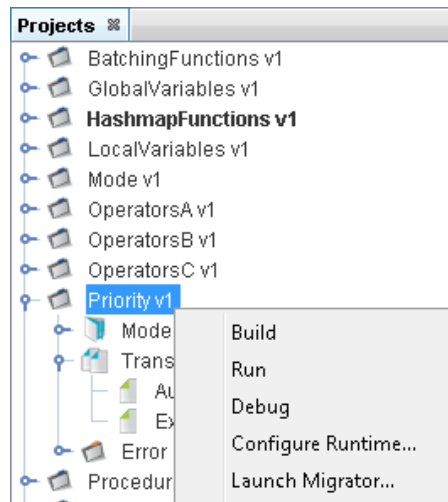 Projects
BatchingFunctions v1
GlobalVariables v1
HashmapFunctions v1
LocalVariables v1
Mode v1
OperatorsA v1
OperatorsB v1
OperatorsC v1
Priority v1
Mode
Trans
Au
Ex
Error
Procedur
Build
Run
Debug
Configure Runtime...
Launch Migrator...